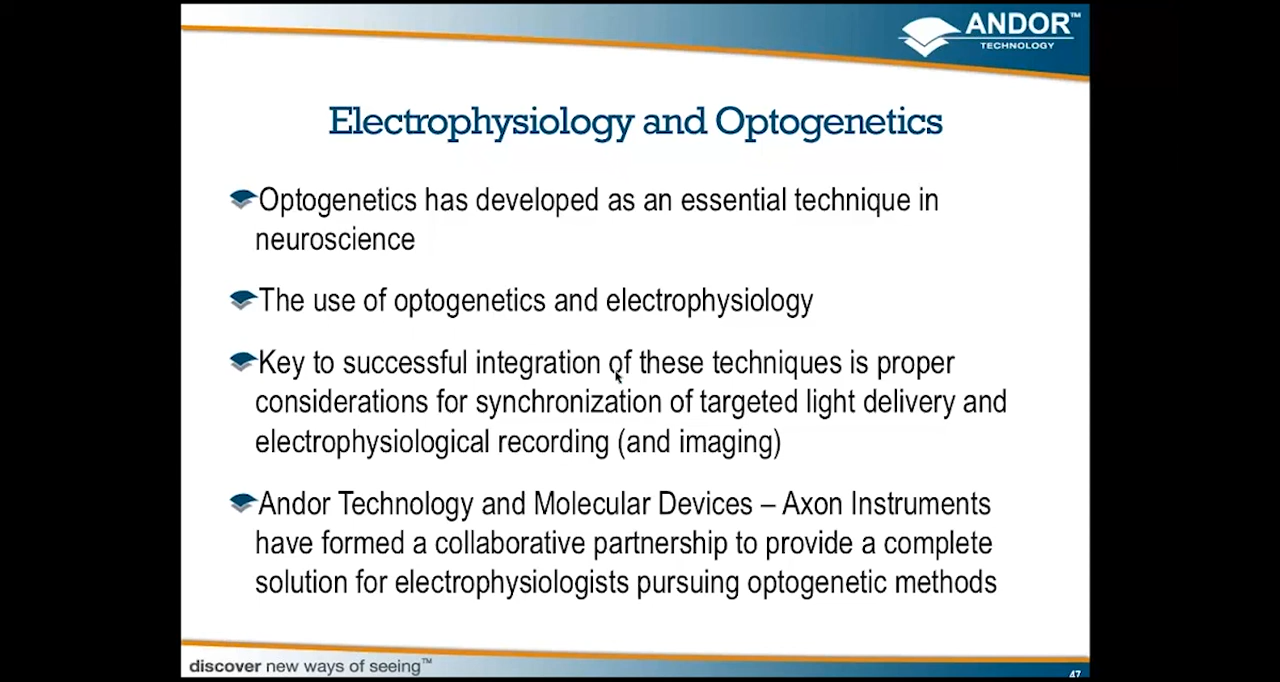 ANDOR™
TECHNOLOGY
Electrophysiology and Optogenetics
Optogenetics has developed as an essential technique in
neuroscience
The use of optogenetics and electrophysiology
Key to successful integration of these techniques is proper
considerations for synchronization of targeted light delivery and
electrophysiological recording (and imaging)
Andor Technology and Molecular Devices – Axon Instruments
have formed a collaborative partnership to provide a complete
solution for electrophysiologists pursuing optogenetic methods
discover new ways of seeing™
47